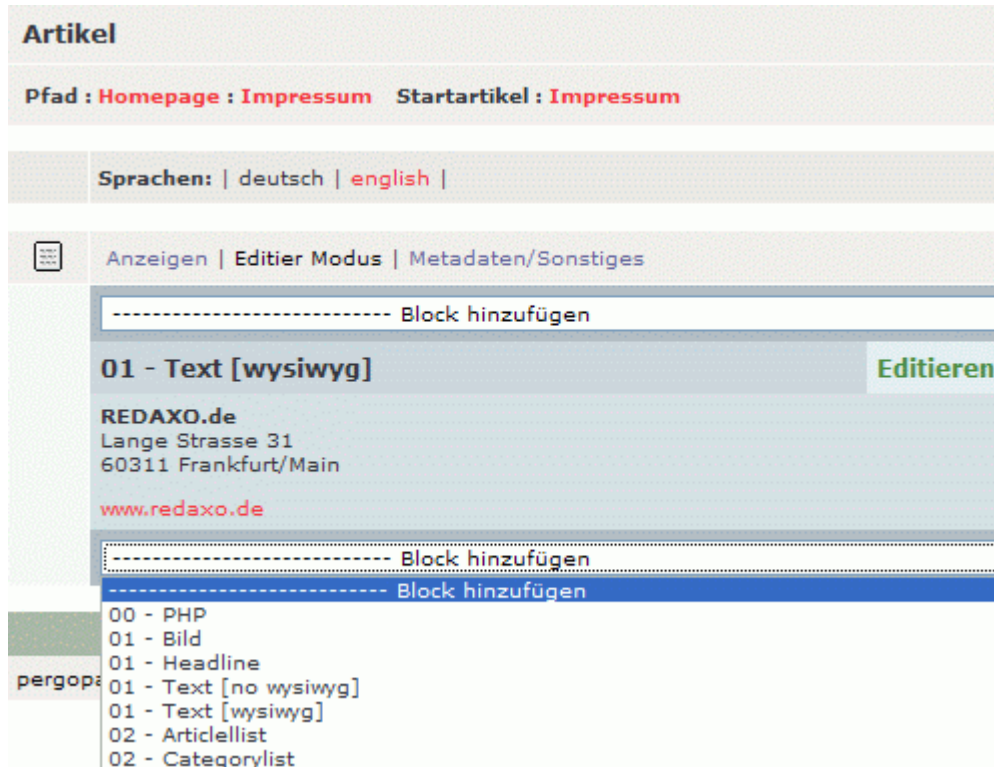 Artikel
Pfad : Homepage : Impressum Startartikel : Impressum
Sprachen: | deutsch | english |
Anzeigen | Editier Modus | Metadaten/Sonstiges
---------------------------- Block hinzufügen
01 - Text [wysiwyg] Editieren
REDAXO.de
Lange Strasse 31
60311 Frankfurt/Main
www.redaxo.de
---------------------------- Block hinzufügen
---------------------------- Block hinzufügen
00 - PHP
01 - Bild
01 - Headline
01 - Text [no wysiwyg]
01 - Text [wysiwyg]
02 - Articlellist
02 - Categorylist